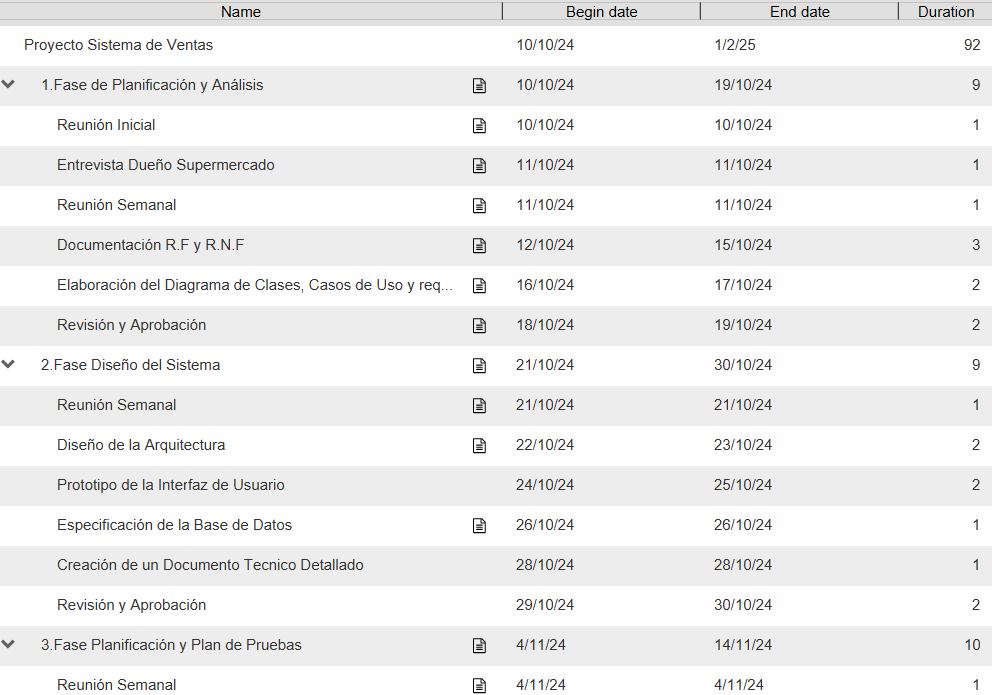 Name Begin date End date Duration
Proyecto Sistema de Ventas 10/10/24 1/2/25 92
1.Fase de Planificación y Análisis 10/10/24 19/10/24 9
Reunión Inicial 10/10/24 10/10/24 1
Entrevista Dueño Supermercado 11/10/24 11/10/24 1
Reunión Semanal 11/10/24 11/10/24 1
Documentación R.F y R.N.F 12/10/24 15/10/24 3
Elaboración del Diagrama de Clases, Casos de Uso y req... 16/10/24 17/10/24 2
Revisión y Aprobación 18/10/24 19/10/24 2
2.Fase Diseño del Sistema 21/10/24 30/10/24 9
Reunión Semanal 21/10/24 21/10/24 1
Diseño de la Arquitectura 22/10/24 23/10/24 2
Prototipo de la Interfaz de Usuario 24/10/24 25/10/24 2
Especificación de la Base de Datos 26/10/24 26/10/24 1
Creación de un Documento Tecnico Detallado 28/10/24 28/10/24 1
Revisión y Aprobación 29/10/24 30/10/24 2
3.Fase Planificación y Plan de Pruebas 4/11/24 14/11/24 10
Reunión Semanal 4/11/24 4/11/24 1